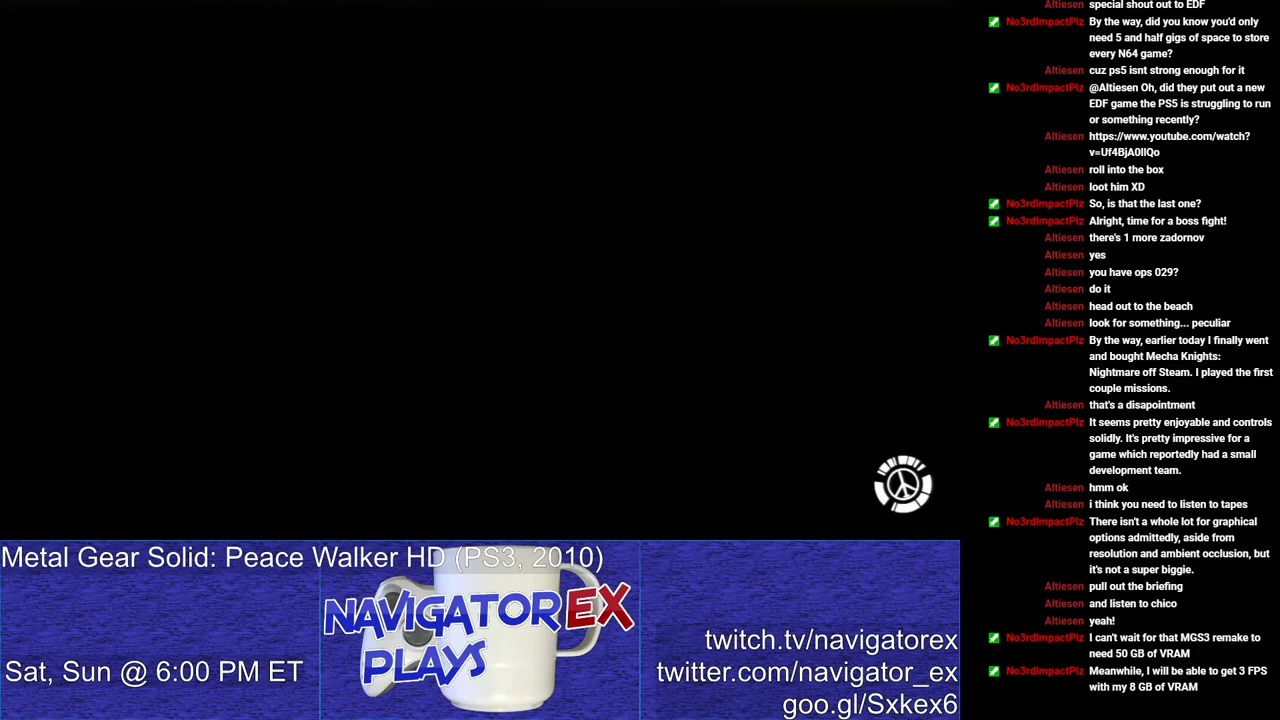 Altiesen special shout out to EDF
No3rdImpactPlz By the way, did you know you'd only
need 5 and half gigs of space to store
every N64 game?
Altiesen cuz ps5 isnt strong enough for it
No3rdImpactPlz @Altiesen Oh, did they put out a new
EDF game the PS5 is struggling to run
or something recently?
Altiesen https://www.youtube.com/watch?
v=Uf4BjA0IlQo
Altiesen roll into the box
Altiesen loot him XD
No3rdImpactPlz So, is that the last one?
No3rdImpactPlz Alright, time for a boss fight!
Altiesen there's 1 more zadornov
Altiesen yes
Altiesen you have ops 029?
Altiesen do it
Altiesen head out to the beach
Altiesen look for something... peculiar
No3rdImpactPlz By the way, earlier today I finally went
and bought Mecha Knights:
Nightmare off Steam. I played the first
couple missions.
Altiesen that's a disapointment
No3rdImpactPlz It seems pretty enjoyable and controls
solidly. It's pretty impressive for a
game which reportedly had a small
development team.
Altiesen hmm ok
Altiesen i think you need to listen to tapes
No3rdImpactPlz There isn't a whole lot for graphical
options admittedly, aside from
resolution and ambient occlusion, but
it's not a super biggie.
Altiesen pull out the briefing
Altiesen and listen to chico
Altiesen yeah!
No3rdImpactPlz I can't wait for that MGS3 remake to
need 50 GB of VRAM
No3rdImpactPlz Meanwhile, I will be able to get 3 FPS
with my 8 GB of VRAM
Metal Gear Solid: Peace Walker HD (PS3, 2010)
Sat, Sun @ 6:00 PM ET
NAVIGATOREX
PLAYS
twitch.tv/navigatorex
twitter.com/navigator_ex
goo.gl/Sxkex6